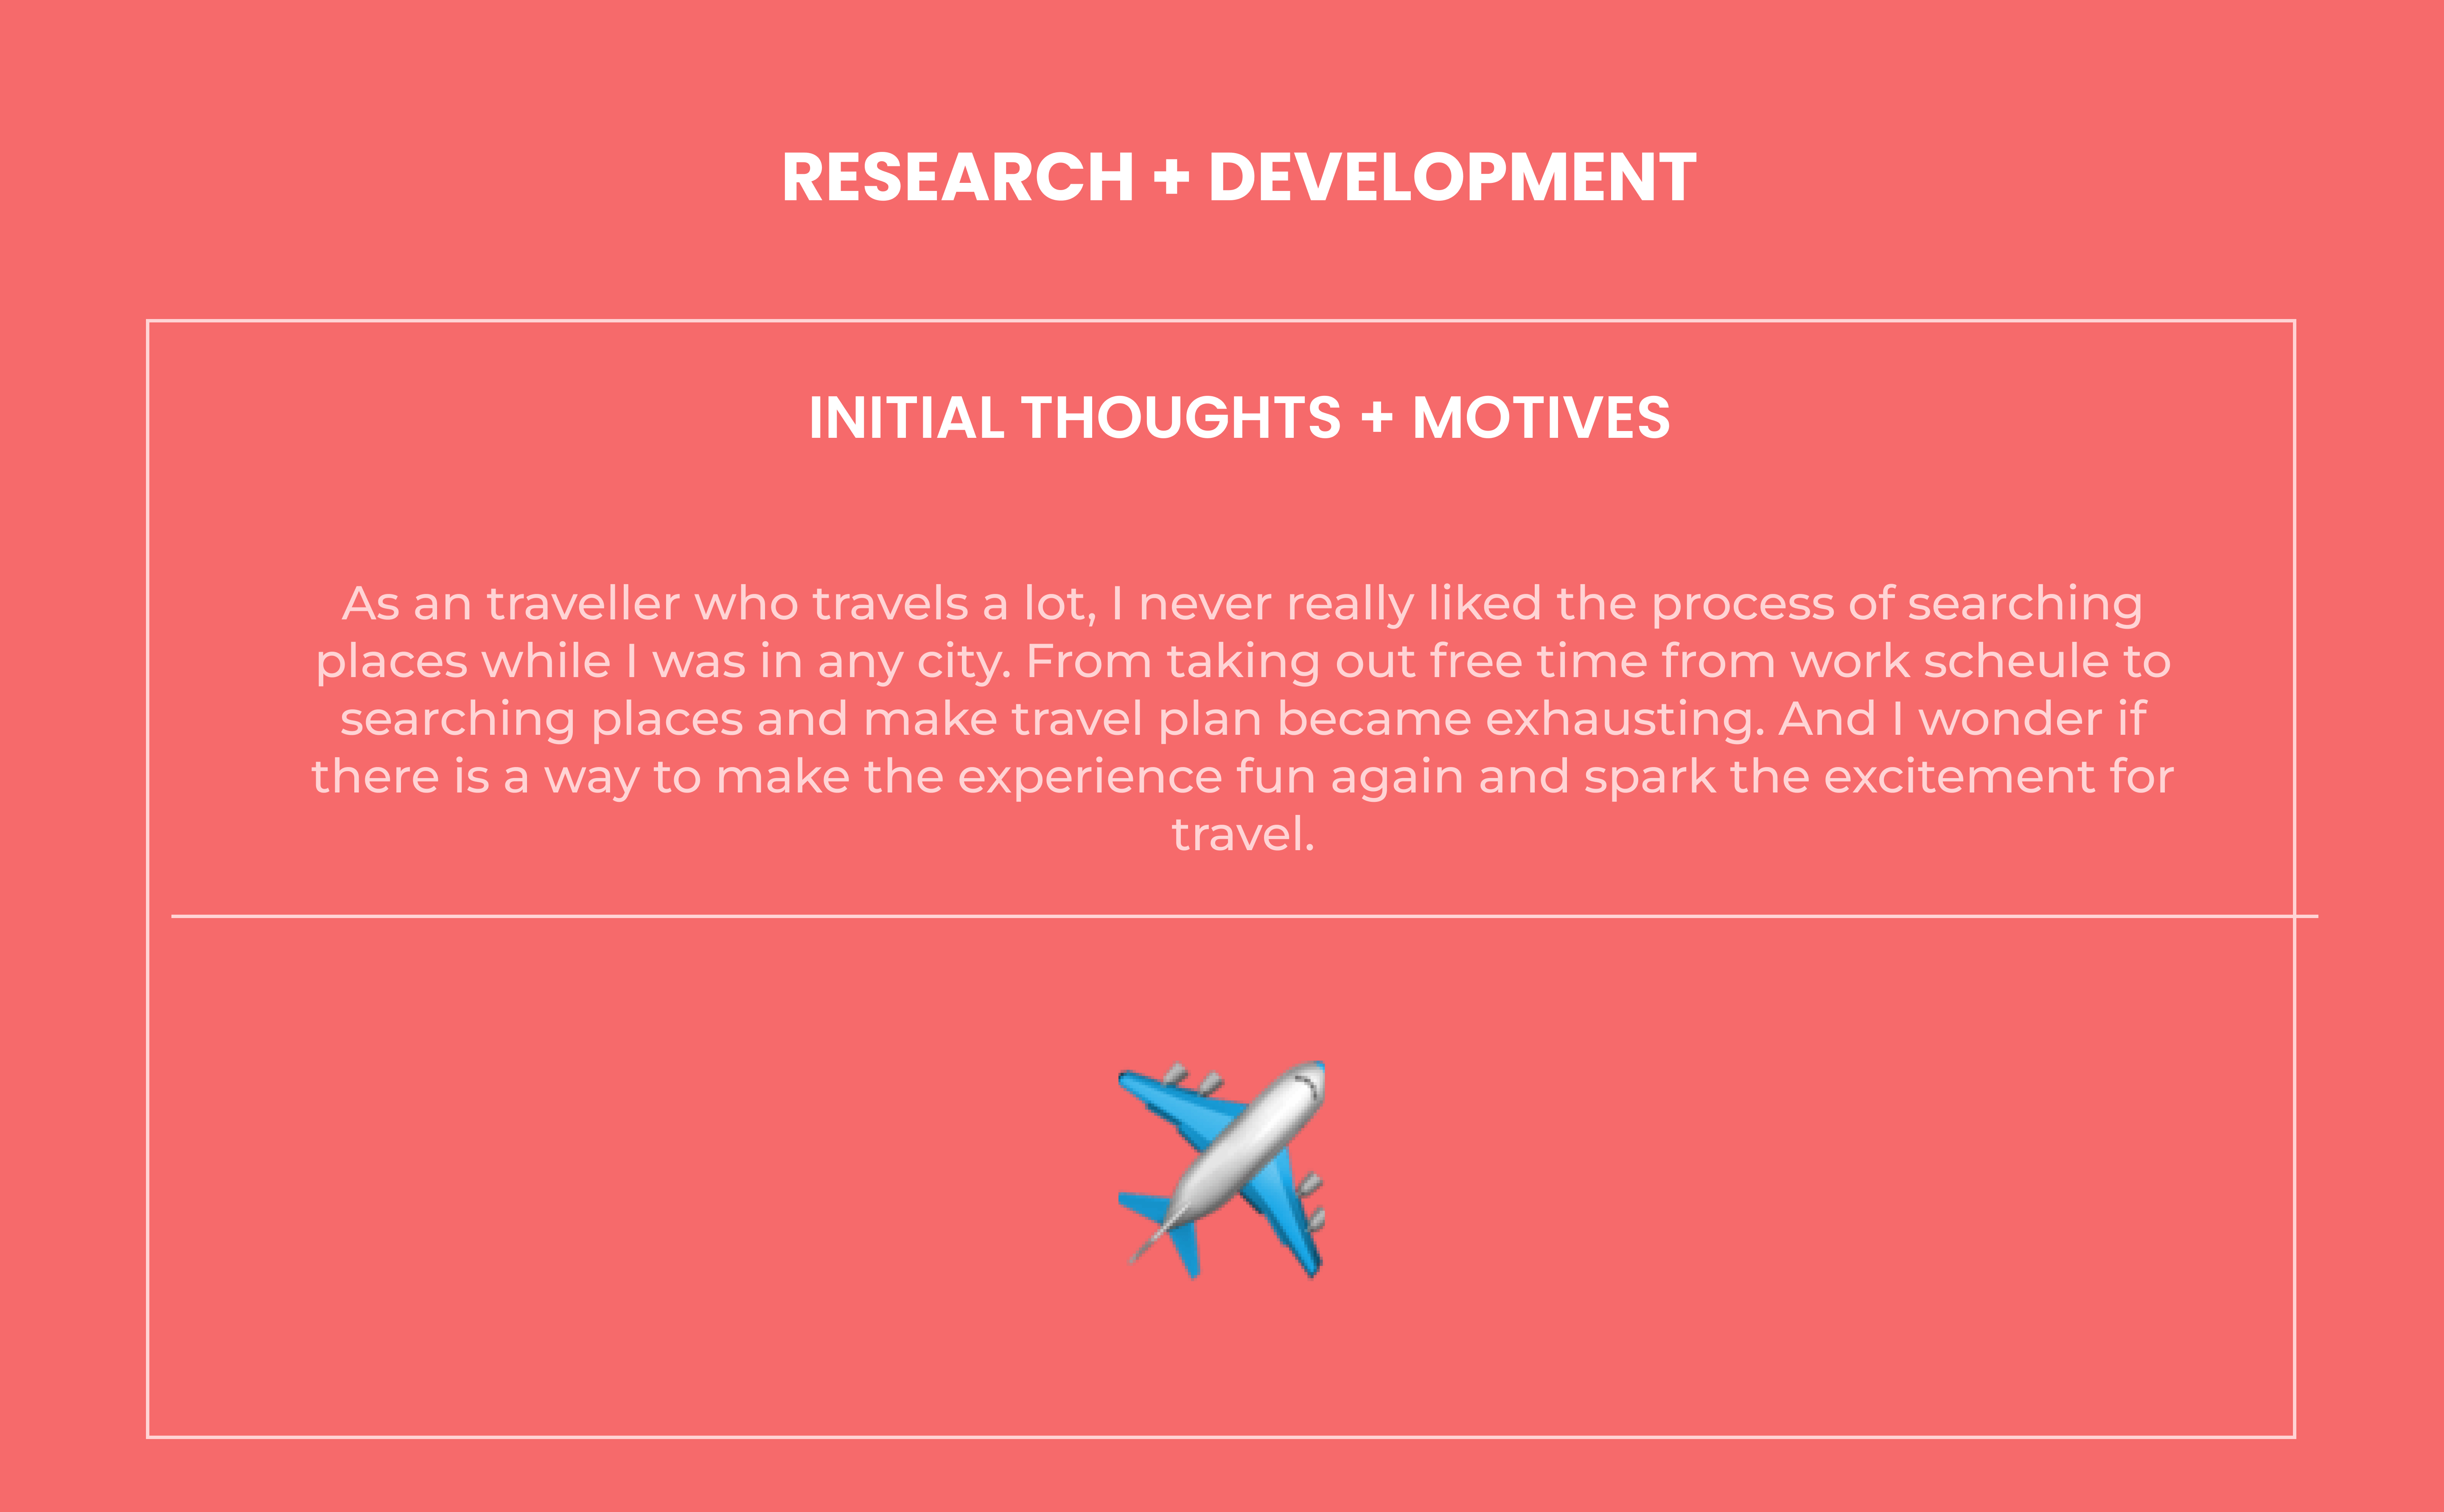 RESEARCH + DEVELOPMENT
INITIAL THOUGHTS + MOTIVES
As an traveller who travels a lot, I never really liked the process of searching
places while I was in any city. From taking out free time from work scheule to
searching places and make travel plan became exhausting. And I wonder if
there is a way to make the experience fun again and spark the excitement for
travel.